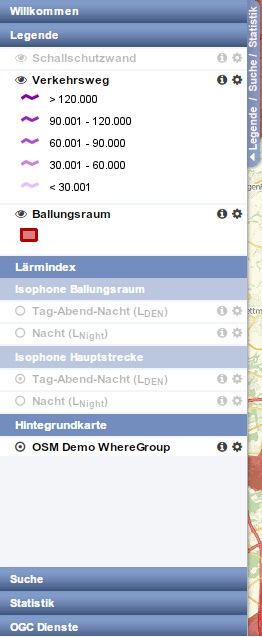 Willkommen
Legende
Schallschutzwand
Verkehrsweg
> 120.000
90.001 - 120.000
60.001 - 90.000
30.001 - 60.000
< 30.001
Ballungsraum
Lärmindex
Isophone Ballungsraum
Tag-Abend-Nacht (LDEN)
Nacht (LNight)
Isophone Hauptstrecke
Tag-Abend-Nacht (LDEN)
Nacht (LNight)
Hintegrundkarte
OSM Demo WhereGroup
Suche
Statistik
OGC Dienste
Legende / Suche / Statistik